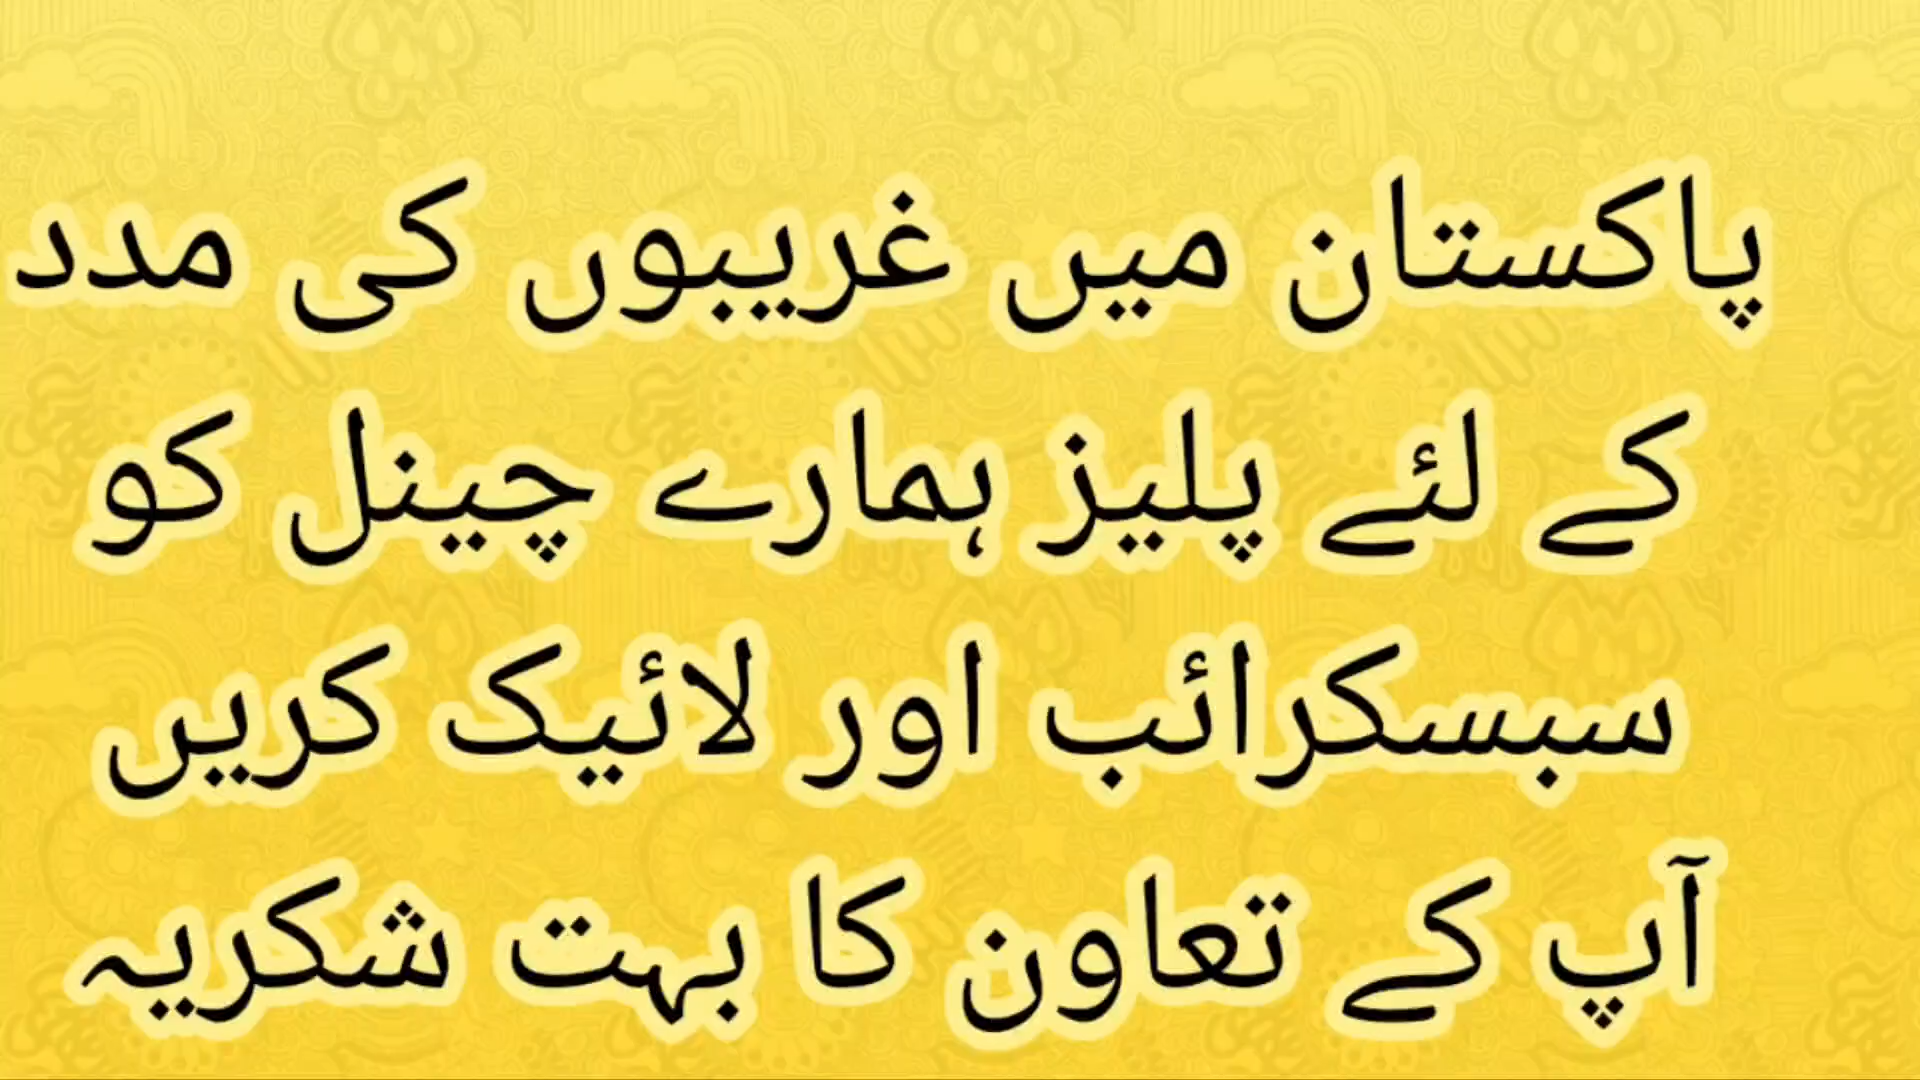 پاکستان میں غریبوں کی مدد
کے لئے پلیز ہمارے چینل کو
سبسکرائب اور لائیک کریں
آپ کے تعاون کا بہت شکریہ